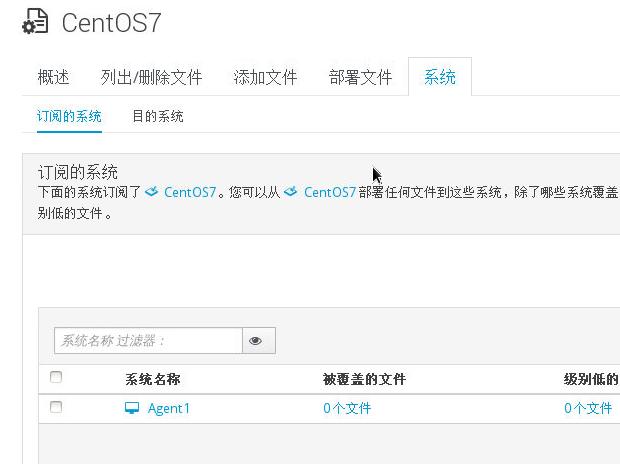 CentOS7
概述 列出/删除文件 添加文件 部署文件 系统
订阅的系统 目的系统
订阅的系统
下面的系统订阅了 CentOS7。您可以从 CentOS7 部署任何文件到这些系统，除了哪些系统覆盖
别低的文件。
系统名称 过滤器：
系统名称 被覆盖的文件 级别低的
Agent1 0个文件 0个文件